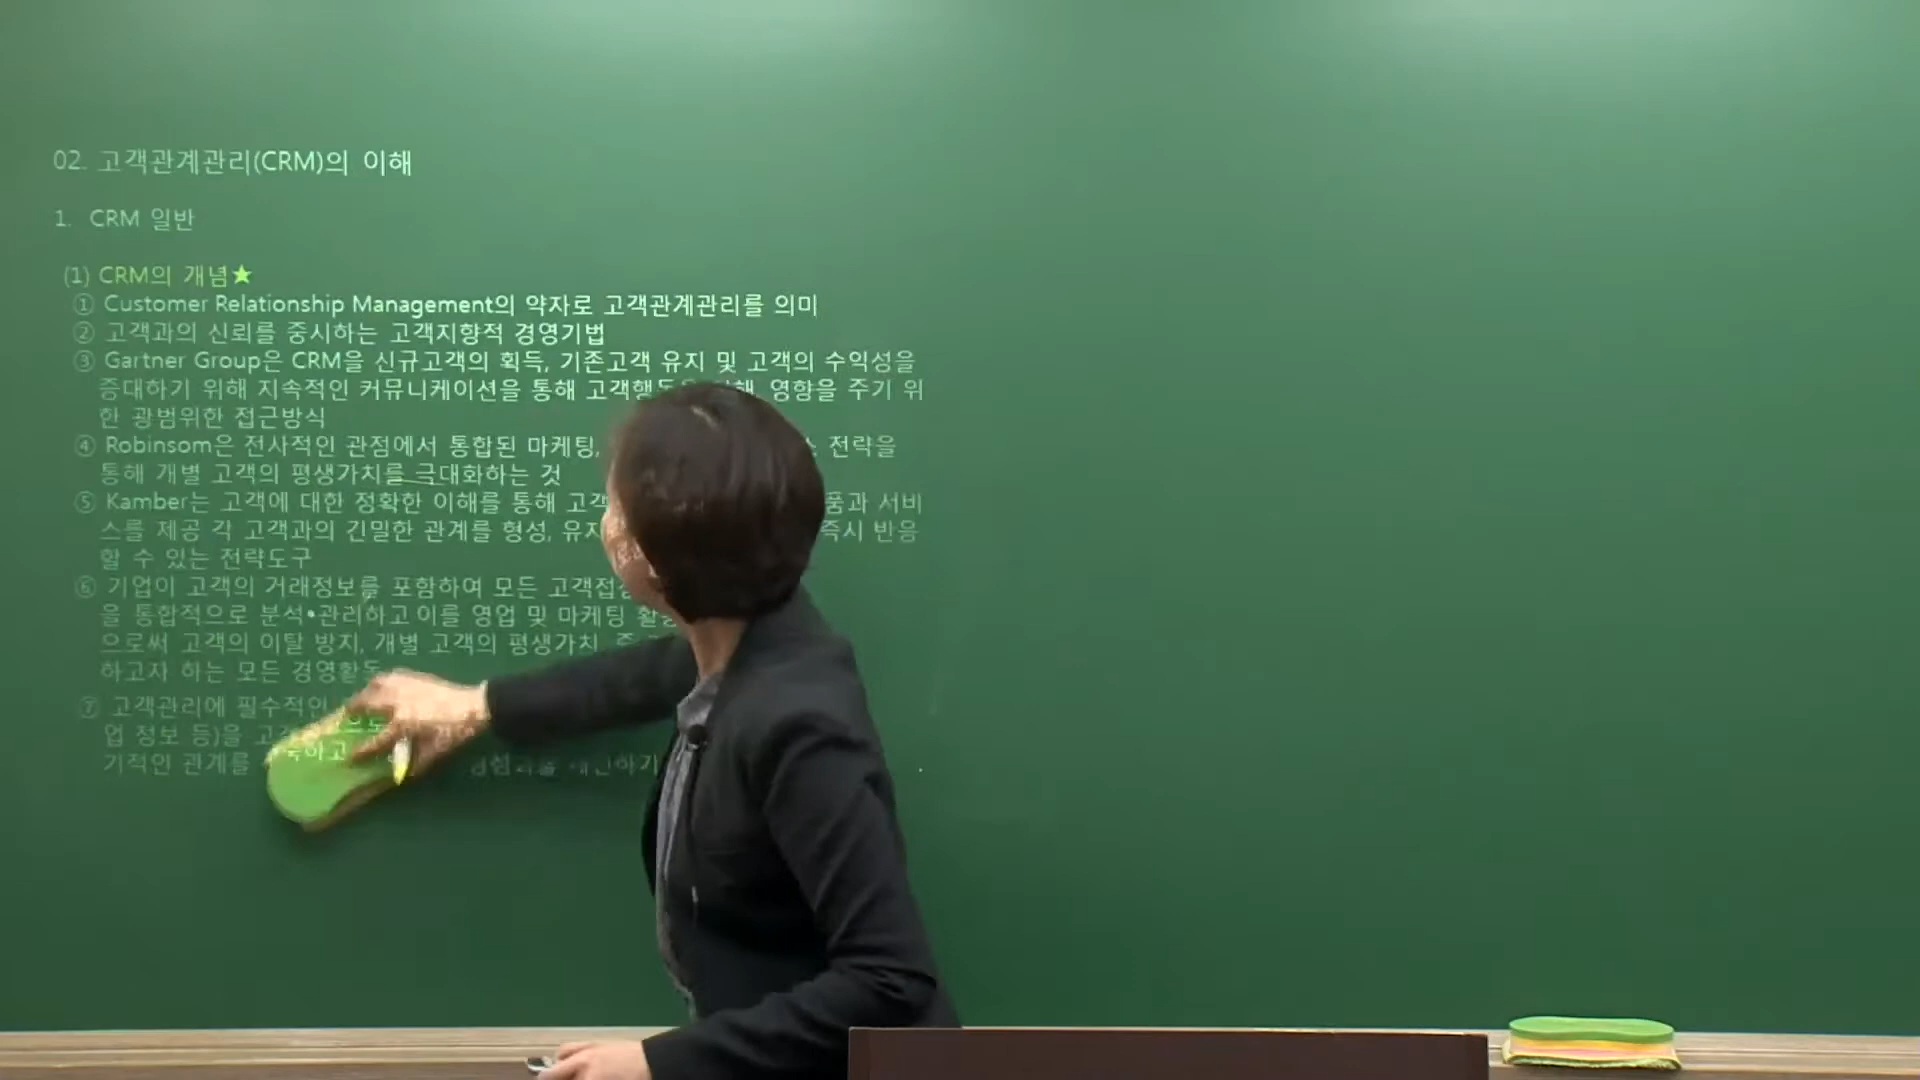 02. 고객관계관리(CRM)의 이해
1. CRM 일반
(1) CRM의 개념★
① Customer Relationship Management의 약자로 고객관계관리를 의미
② 고객과의 신뢰를 중시하는 고객지향적 경영기법
③ Gartner Group은 CRM을 신규고객의 획득, 기존고객 유지 및 고객의 수익성을
증대하기 위해 지속적인 커뮤니케이션을 통해 영향을 주기 위
한 광범위한 접근방식
④ Robinsom은 전사적인 관점에서 통합된 마케팅, 전략을
통해 개별 고객의 평생가치를 극대화하는 것
⑤ Kamber는 고객에 대한 정확한 이해를 통해 서비
스를 제공 각 고객과의 긴밀한 관계를 형성, 즉시 반응
할 수 있는 전략도구
⑥ 기업이 고객의 거래정보를 포함하여 모든
을 통합적으로 분석•관리하고 이를 영업 및 마케팅
으로써 고객의 이탈 방지, 개별 고객의 평생가치
하고자 하는 모든 경영활동
⑦ 고객관리에 필수적인
업 정보 등)을
기적인 관계를